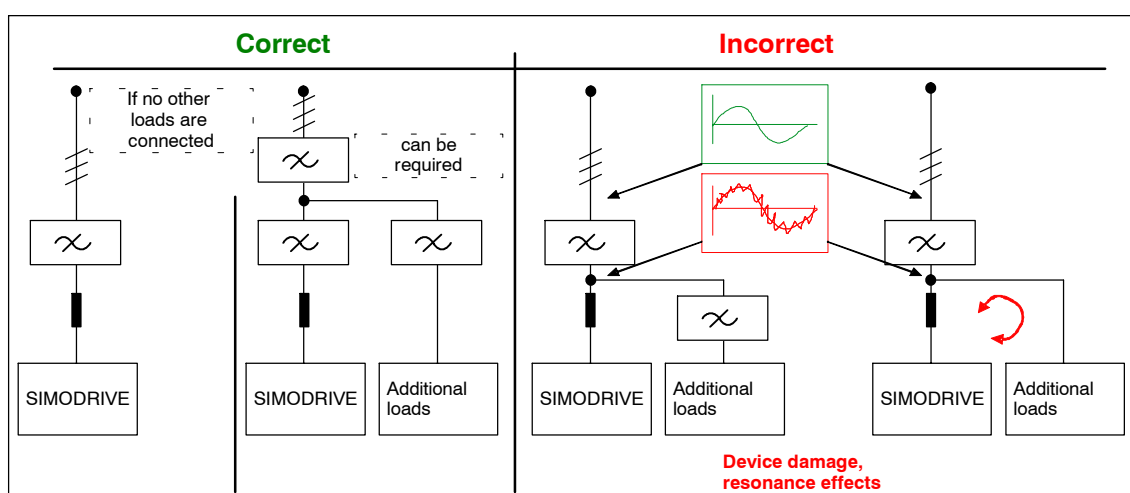 Correct
Incorrect
If no other
loads are
connected
can be
required
SIMODRIVE
SIMODRIVE
Additional
loads
SIMODRIVE
Additional
loads
SIMODRIVE
Additional
loads
Device damage,
resonance effects